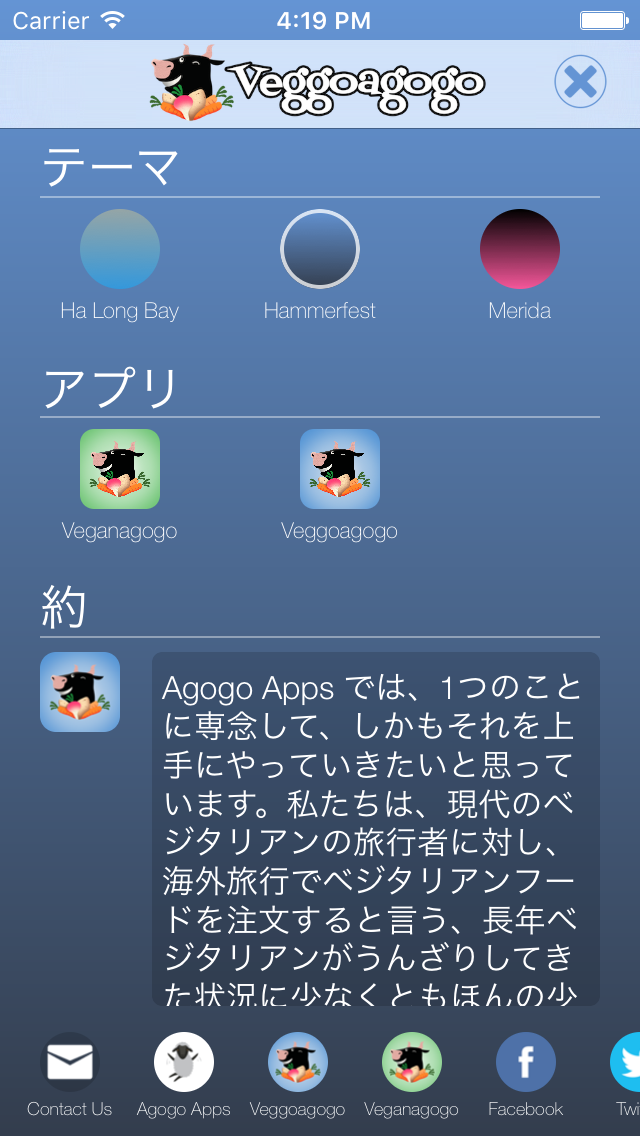 Carrier 4:19 PM
Veggoagogo
テーマ
Ha Long Bay Hammerfest Merida
アプリ
Veganagogo Veggoagogo
約
Agogo Apps では、1つのこと
に専念して、しかもそれを上
手にやっていきたいと思って
います。私たちは、現代のベ
ジタリアンの旅行者に対し、
海外旅行でベジタリアンフー
ドを注文すると言う、長年ベ
ジタリアンがうんざりしてき
た状況に少なくともほんの少
Contact Us Agogo Apps Veggoagogo Veganagogo Facebook Twi